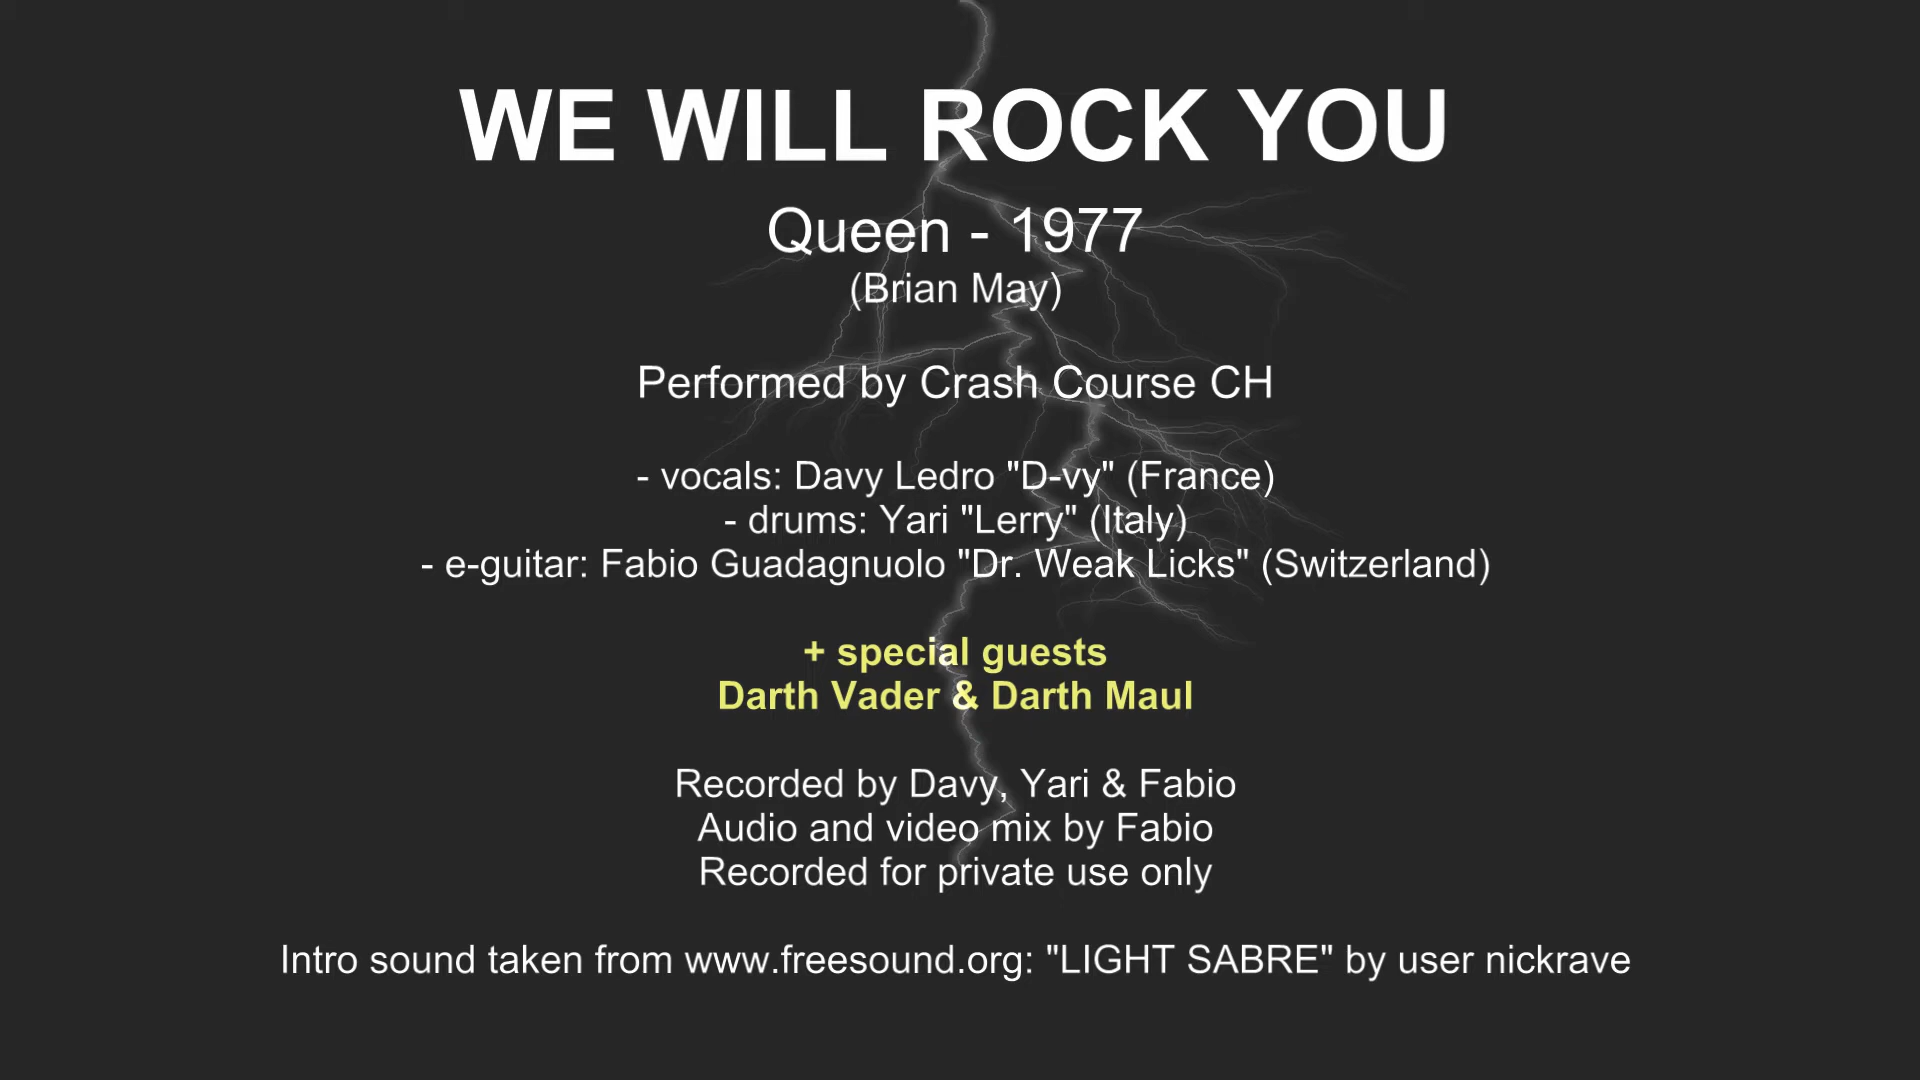 WE WILL ROCK YOU
Queen - 1977
(Brian May)
Performed by Crash Course CH
- vocals: Davy Ledro "D-vy" (France)
- drums: Yari "Lerry" (Italy)
- e-guitar: Fabio Guadagnuolo "Dr. Weak Licks" (Switzerland)
+ special guests
Darth Vader & Darth Maul
Recorded by Davy, Yari & Fabio
Audio and video mix by Fabio
Recorded for private use only
Intro sound taken from www.freesound.org: "LIGHT SABRE" by user nickrave